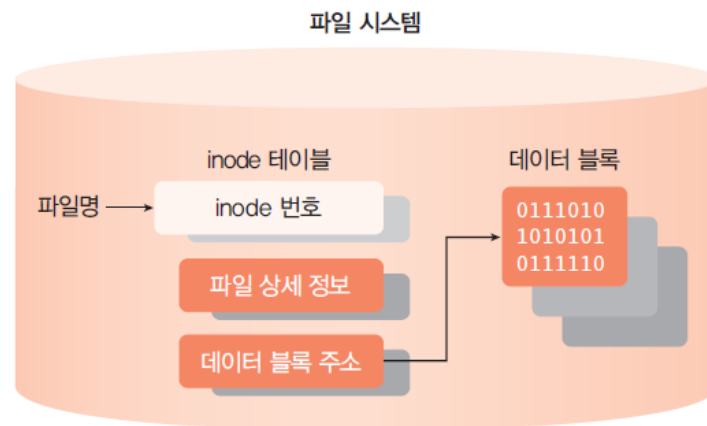 파일 시스템
inode 테이블
데이터 블록
파일명
inode 번호
0111010
1010101
0111110
파일 상세 정보
데이터 블록 주소